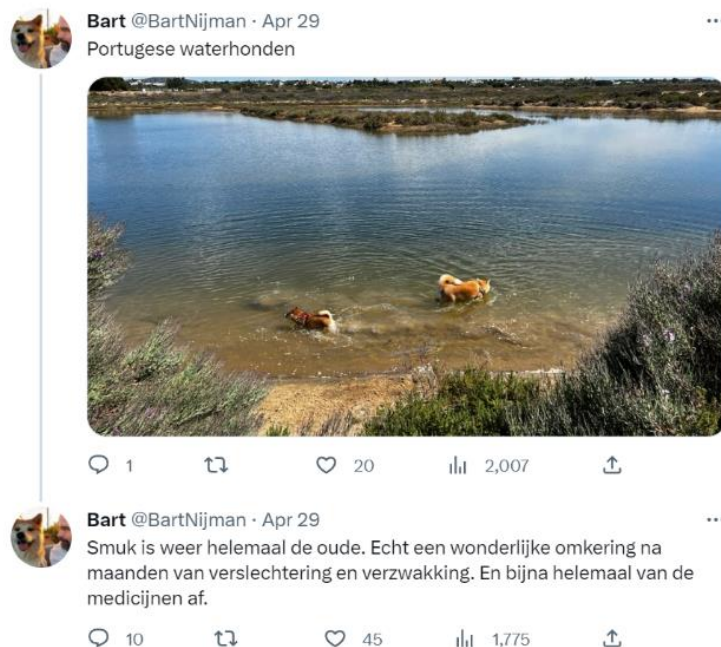 Bart @BartNijman · Apr 29
Portugese waterhonden
1 20 2,007
Bart @BartNijman · Apr 29
Smuk is weer helemaal de oude. Echt een wonderlijke omkering na
maanden van verslechtering en verzwakking. En bijna helemaal van de
medicijnen af.
10 45 1,775